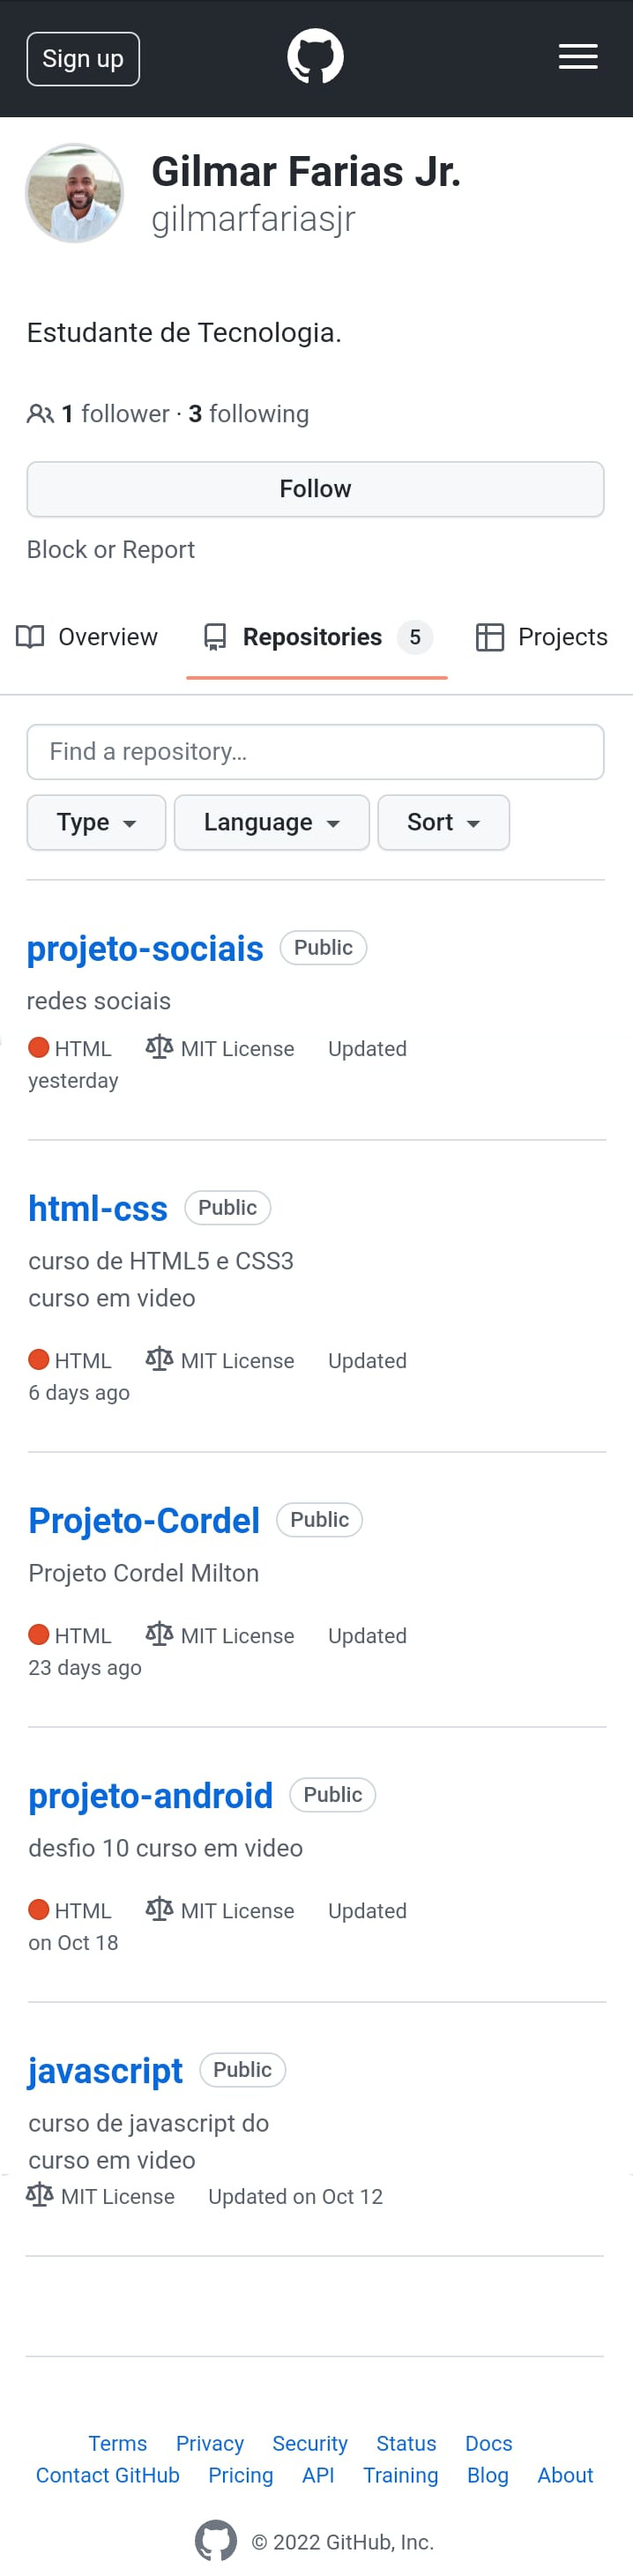 Sign up
Gilmar Farias Jr.
gilmarfariasjr
Estudante de Tecnologia.
1 follower · 3 following
Follow
Block or Report
Overview Repositories 5 Projects
Find a repository...
Type Language Sort
projeto-sociais Public
redes sociais
HTML MIT License Updated
yesterday
html-css Public
curso de HTML5 e CSS3
curso em video
HTML MIT License Updated
6 days ago
Projeto-Cordel Public
Projeto Cordel Milton
HTML MIT License Updated
23 days ago
projeto-android Public
desfio 10 curso em video
HTML MIT License Updated
on Oct 18
javascript Public
curso de javascript do
curso em video
MIT License Updated on Oct 12
Terms Privacy Security Status Docs
Contact GitHub Pricing API Training Blog About
© 2022 GitHub, Inc.